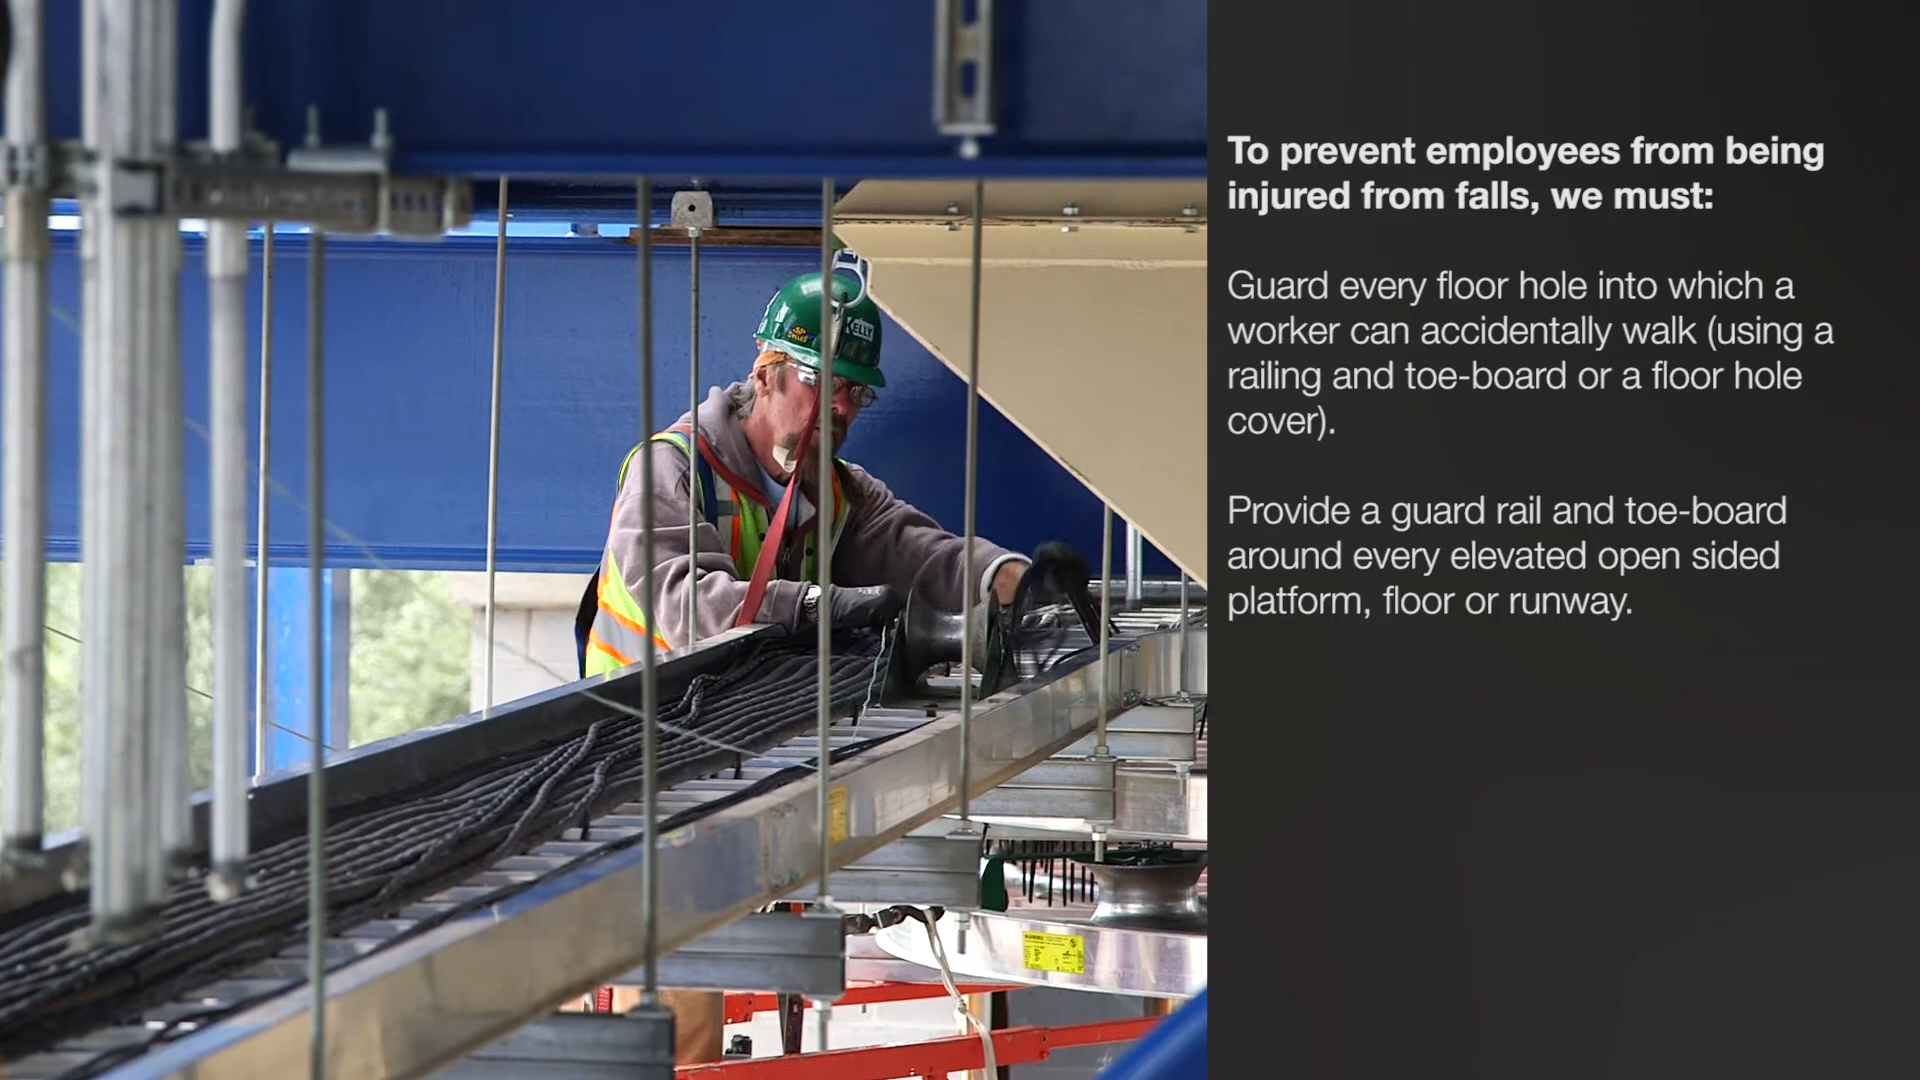 To prevent employees from being
injured from falls, we must:
Guard every floor hole into which a
worker can accidentally walk (using a
railing and toe-board or a floor hole
cover).
Provide a guard rail and toe-board
around every elevated open sided
platform, floor or runway.
KELLY